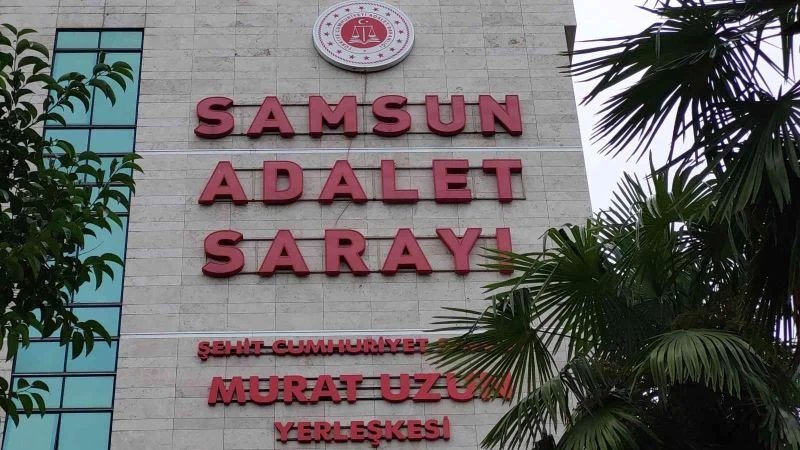 SAMSUN
ADALET
SARAYI
ŞEHİT CUMHURİYET
MURAT UZUN
YERLEŞKESİ